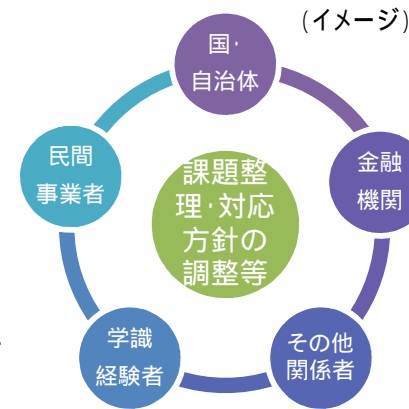 (イメージ)
国・
自治体
民間
事業者
課題整
理・対応
方針の
調整等
金融
機関
学識
経験者
その他
関係者